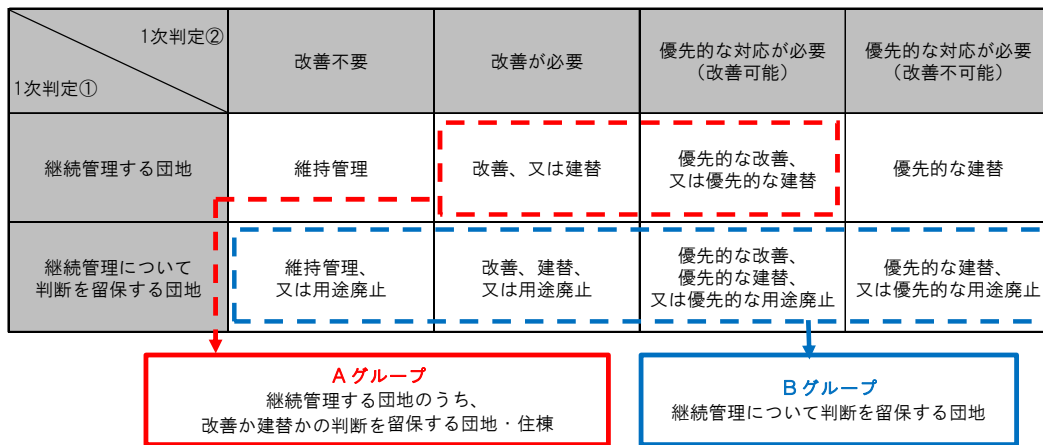 1次判定②
1次判定①
改善不要
改善が必要
優先的な対応が必要
（改善可能）
優先的な対応が必要
（改善不可能）
継続管理する団地
維持管理
改善、又は建替
優先的な改善、
又は優先的な建替
優先的な建替
継続管理について
判断を留保する団地
維持管理、
又は用途廃止
改善、建替、
又は用途廃止
優先的な改善、
優先的な建替、
又は優先的な用途廃止
優先的な建替、
又は優先的な用途廃止
Aグループ
継続管理する団地のうち、
改善か建替かの判断を留保する団地・住棟
Bグループ
継続管理について判断を留保する団地